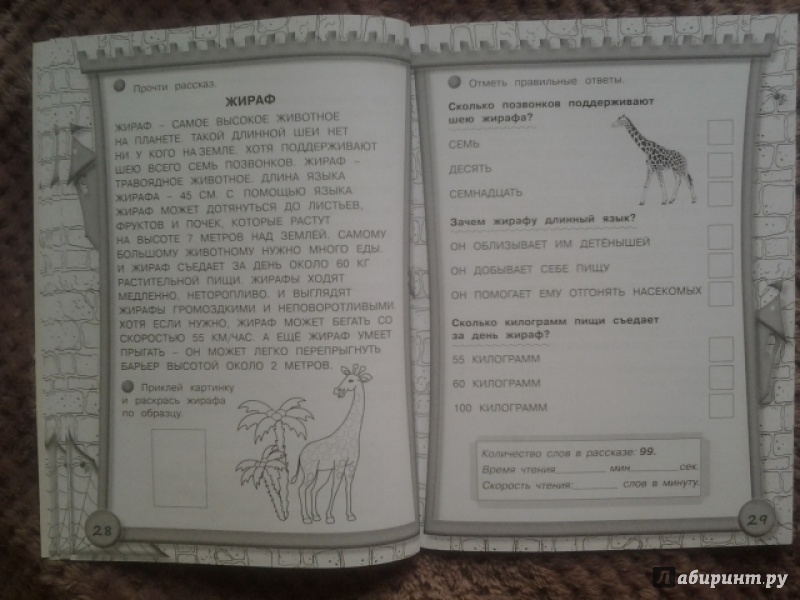 Прочти рассказ.
ЖИРАФ
ЖИРАФ – САМОЕ ВЫСОКОЕ ЖИВОТНОЕ
НА ПЛАНЕТЕ. ТАКОЙ ДЛИННОЙ ШЕИ НЕТ
НИ У КОГО НА ЗЕМЛЕ. ХОТЯ ПОДДЕРЖИВАЮТ
ШЕЮ ВСЕГО СЕМЬ ПОЗВОНКОВ. ЖИРАФ –
ТРАВОЯДНОЕ ЖИВОТНОЕ. ДЛИНА ЯЗЫКА
ЖИРАФА – 45 СМ. С ПОМОЩЬЮ ЯЗЫКА
ЖИРАФ МОЖЕТ ДОТЯНУТЬСЯ ДО ЛИСТЬЕВ,
ФРУКТОВ И ПОЧЕК, КОТОРЫЕ РАСТУТ
НА ВЫСОТЕ 7 МЕТРОВ НАД ЗЕМЛЁЙ. САМОМУ
БОЛЬШОМУ ЖИВОТНОМУ НУЖНО МНОГО ЕДЫ.
И ЖИРАФ СЪЕДАЕТ ЗА ДЕНЬ ОКОЛО 60 КГ
РАСТИТЕЛЬНОЙ ПИЩИ. ЖИРАФЫ ХОДЯТ
МЕДЛЕННО, НЕТОРОПЛИВО. И ВЫГЛЯДЯТ
ЖИРАФЫ ГРОМОЗДКИМИ И НЕПОВОРОТЛИВЫМИ.
ХОТЯ ЕСЛИ НУЖНО, ЖИРАФ МОЖЕТ БЕГАТЬ СО
СКОРОСТЬЮ 55 КМ/ЧАС. А ЕЩЁ ЖИРАФ УМЕЕТ
ПРЫГАТЬ – ОН МОЖЕТ ЛЕГКО ПЕРЕПРЫГНУТЬ
БАРЬЕР ВЫСОТОЙ ОКОЛО 2 МЕТРОВ.
Приклей картинку
и раскрась жирафа
по образцу.
28
Отметь правильные ответы.
Сколько позвонков поддерживают
шею жирафа?
СЕМЬ
ДЕСЯТЬ
СЕМНАДЦАТЬ
Зачем жирафу длинный язык?
ОН ОБЛИЗЫВАЕТ ИМ ДЕТЁНЫШЕЙ
ОН ДОБЫВАЕТ СЕБЕ ПИЩУ
ОН ПОМОГАЕТ ЕМУ ОТГОНЯТЬ НАСЕКОМЫХ
Сколько килограмм пищи съедает
за день жираф?
55 КИЛОГРАММ
60 КИЛОГРАММ
100 КИЛОГРАММ
Количество слов в рассказе: 99.
Время чтения________ мин________сек.
Скорость чтения:_______ слов в минуту.
29
Лабиринт.ру